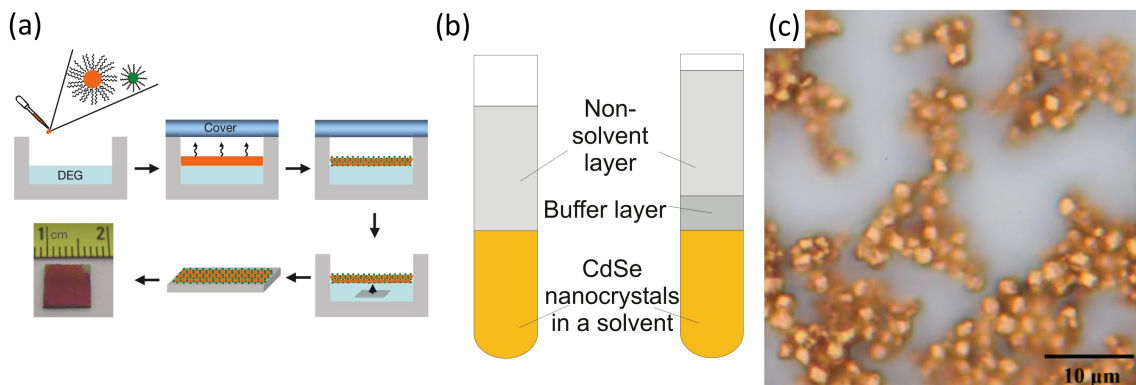 (a)
Cover
DEG
1
cm
2
(b)
Non-
solvent
layer
Buffer layer
CdSe
nanocrystals
in a solvent
(c)
10 µm